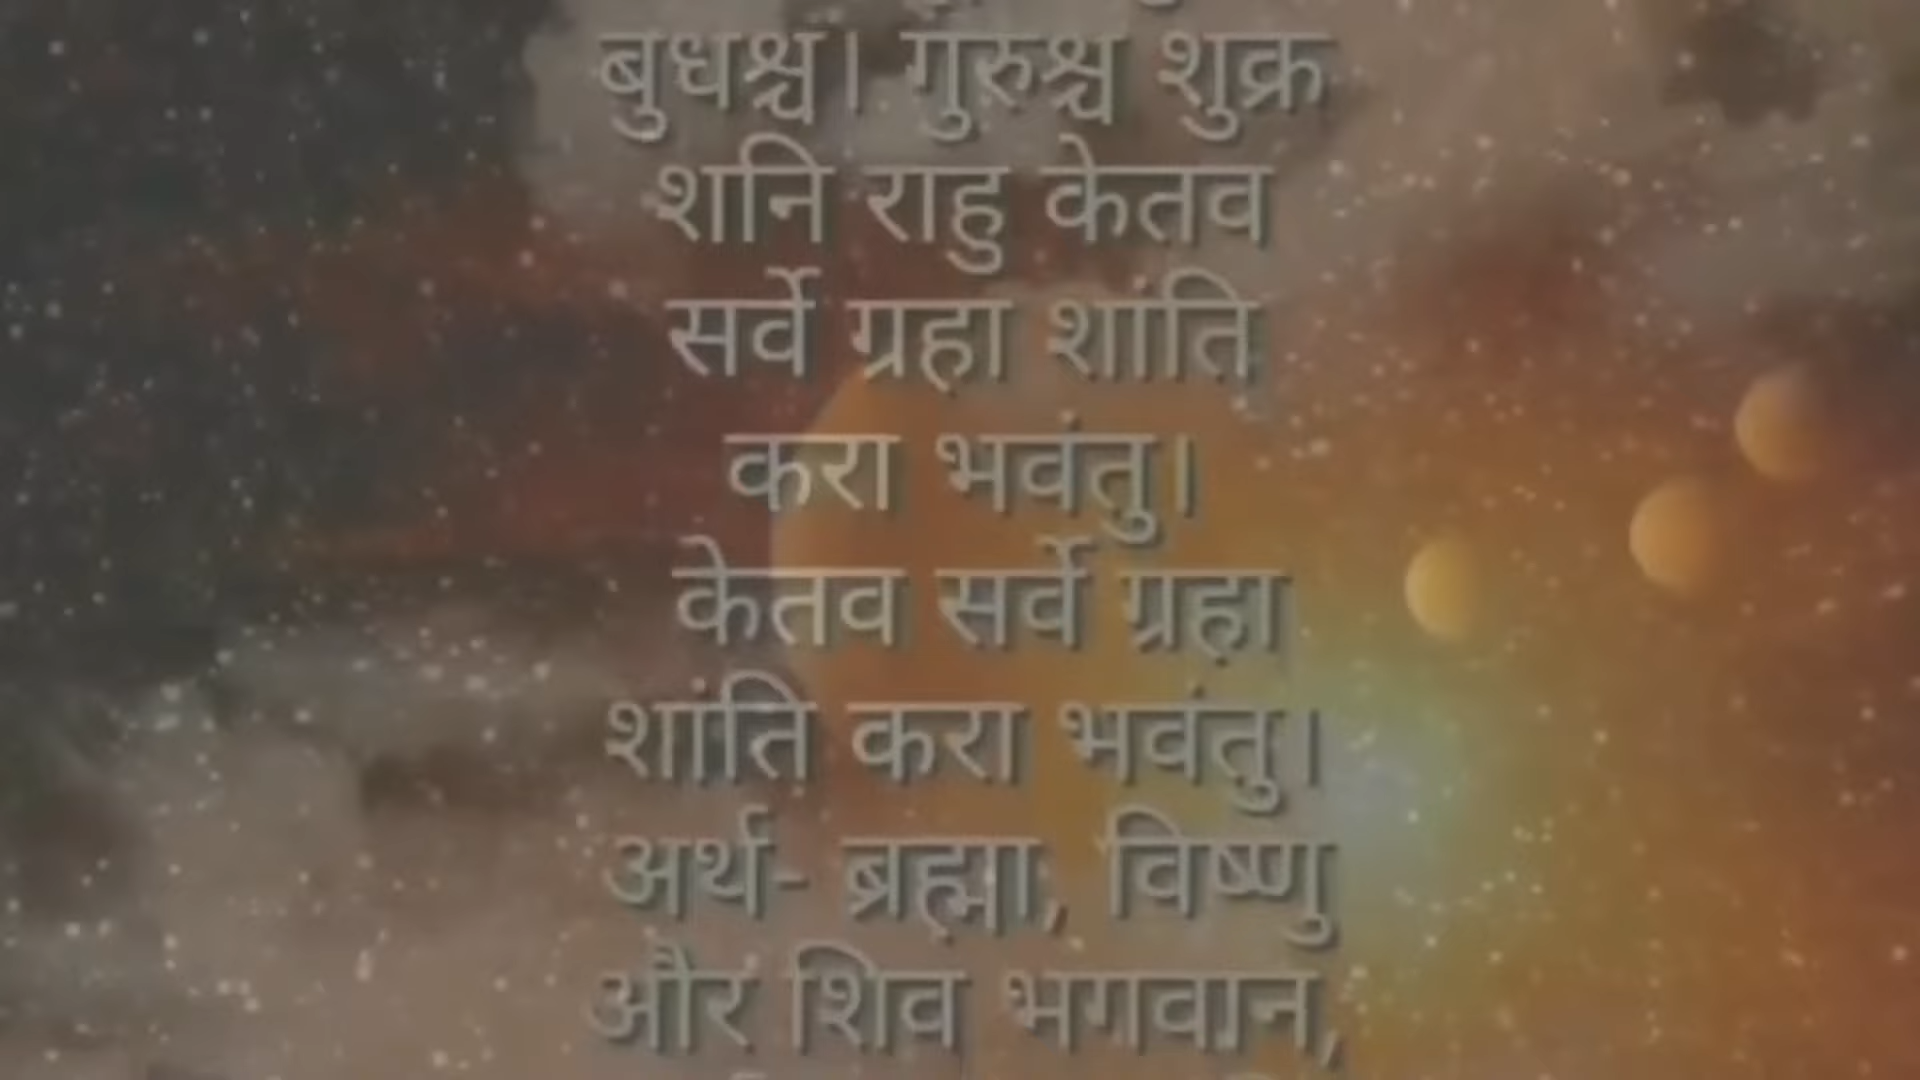 बुधश्च। गुरुश्च शुक्र
शनि राहु केतव
सर्वे ग्रहा शांति
करा भवंतु।
केतव सर्वे ग्रहा
शांति करा भवंतु।
अर्थ- ब्रह्मा, विष्णु
और शिव भगवान,